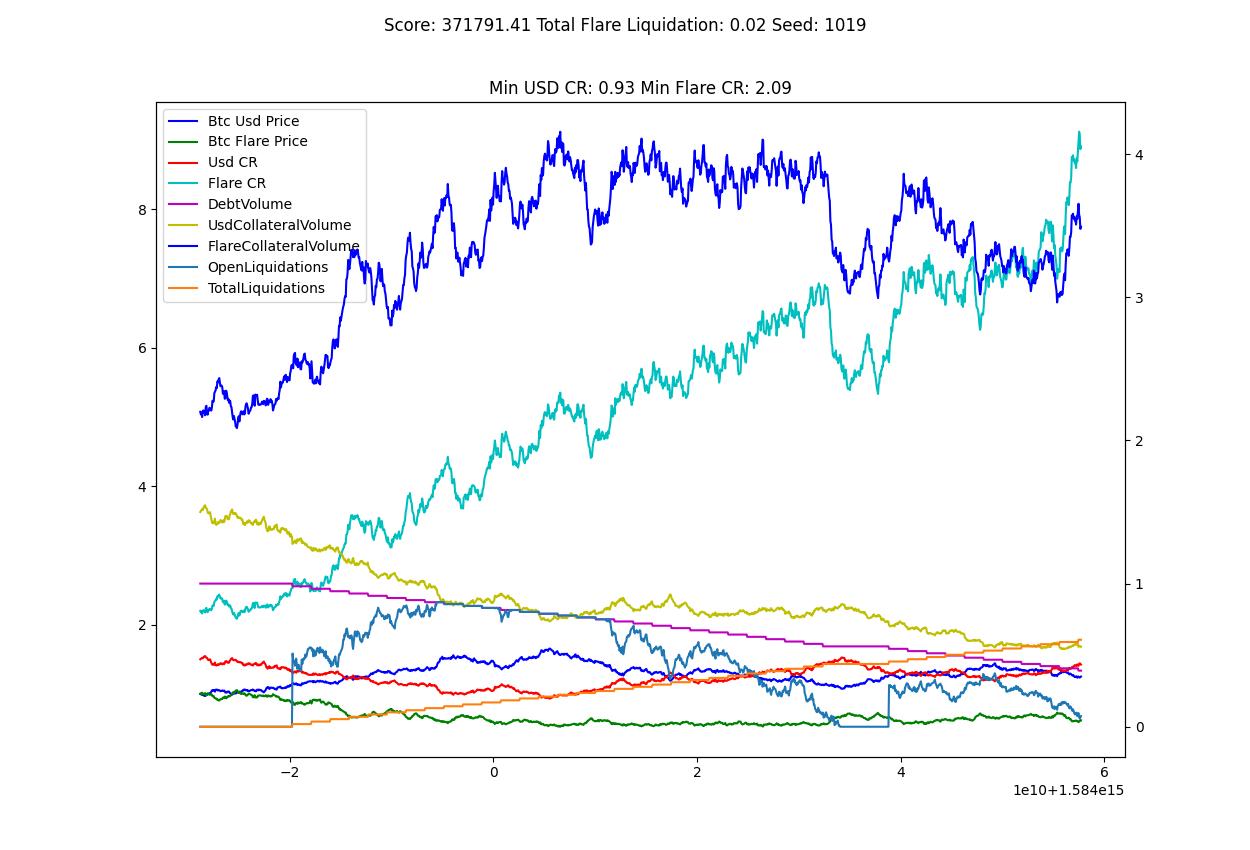 Score: 371791.41 Total Flare Liquidation: 0.02 Seed: 1019
Min USD CR: 0.93 Min Flare CR: 2.09
Btc Usd Price
Btc Flare Price
Usd CR
Flare CR
DebtVolume
UsdCollateralVolume
FlareCollateralVolume
OpenLiquidations
TotalLiquidations
8
6
4
2
4
3
2
1
0
−2
0
2
4
6
1e10+1.584e15